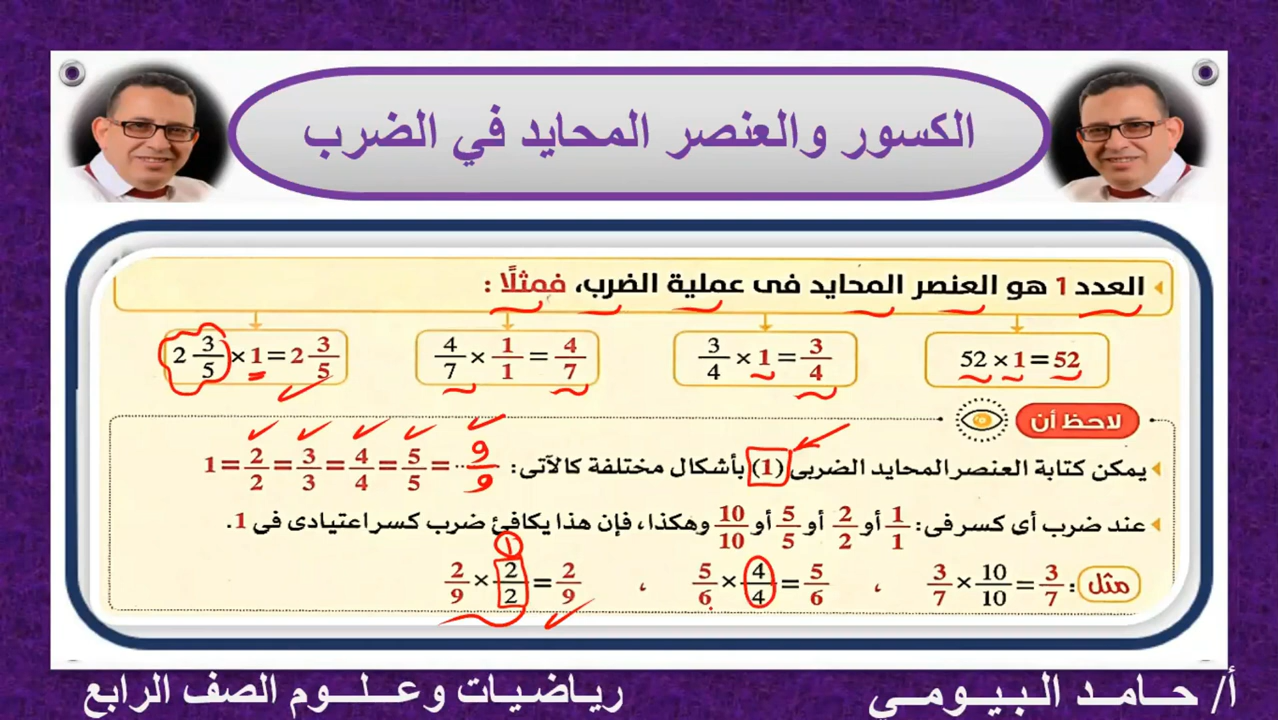 الكسور والعنصر المحايد في الضرب
العدد 1 هو العنصر المحايد فى عملية الضرب، فمثلًا :
52 × 1 = 52
3/4 × 1 = 3/4
4/7 × 1/1 = 4/7
2 3/5 × 1 = 2 3/5
لاحظ أن
يمكن كتابة العنصر المحايد الضربى (1) بأشكال مختلفة كالآتى: 1 = 2/2 = 3/3 = 4/4 = 5/5 = ... 9/9
عند ضرب أى كسر فى: 1/1 أو 2/2 أو 5/5 أو 10/10 وهكذا، فإن هذا يكافئ ضرب كسر اعتيادى فى 1.
1
مثل : 3/7 × 10/10 = 3/7 ، 5/6 × 4/4 = 5/6 ، 2/9 × 2/2 = 2/9
أ/ حامد البيومي
رياضيات وعلوم الصف الرابع